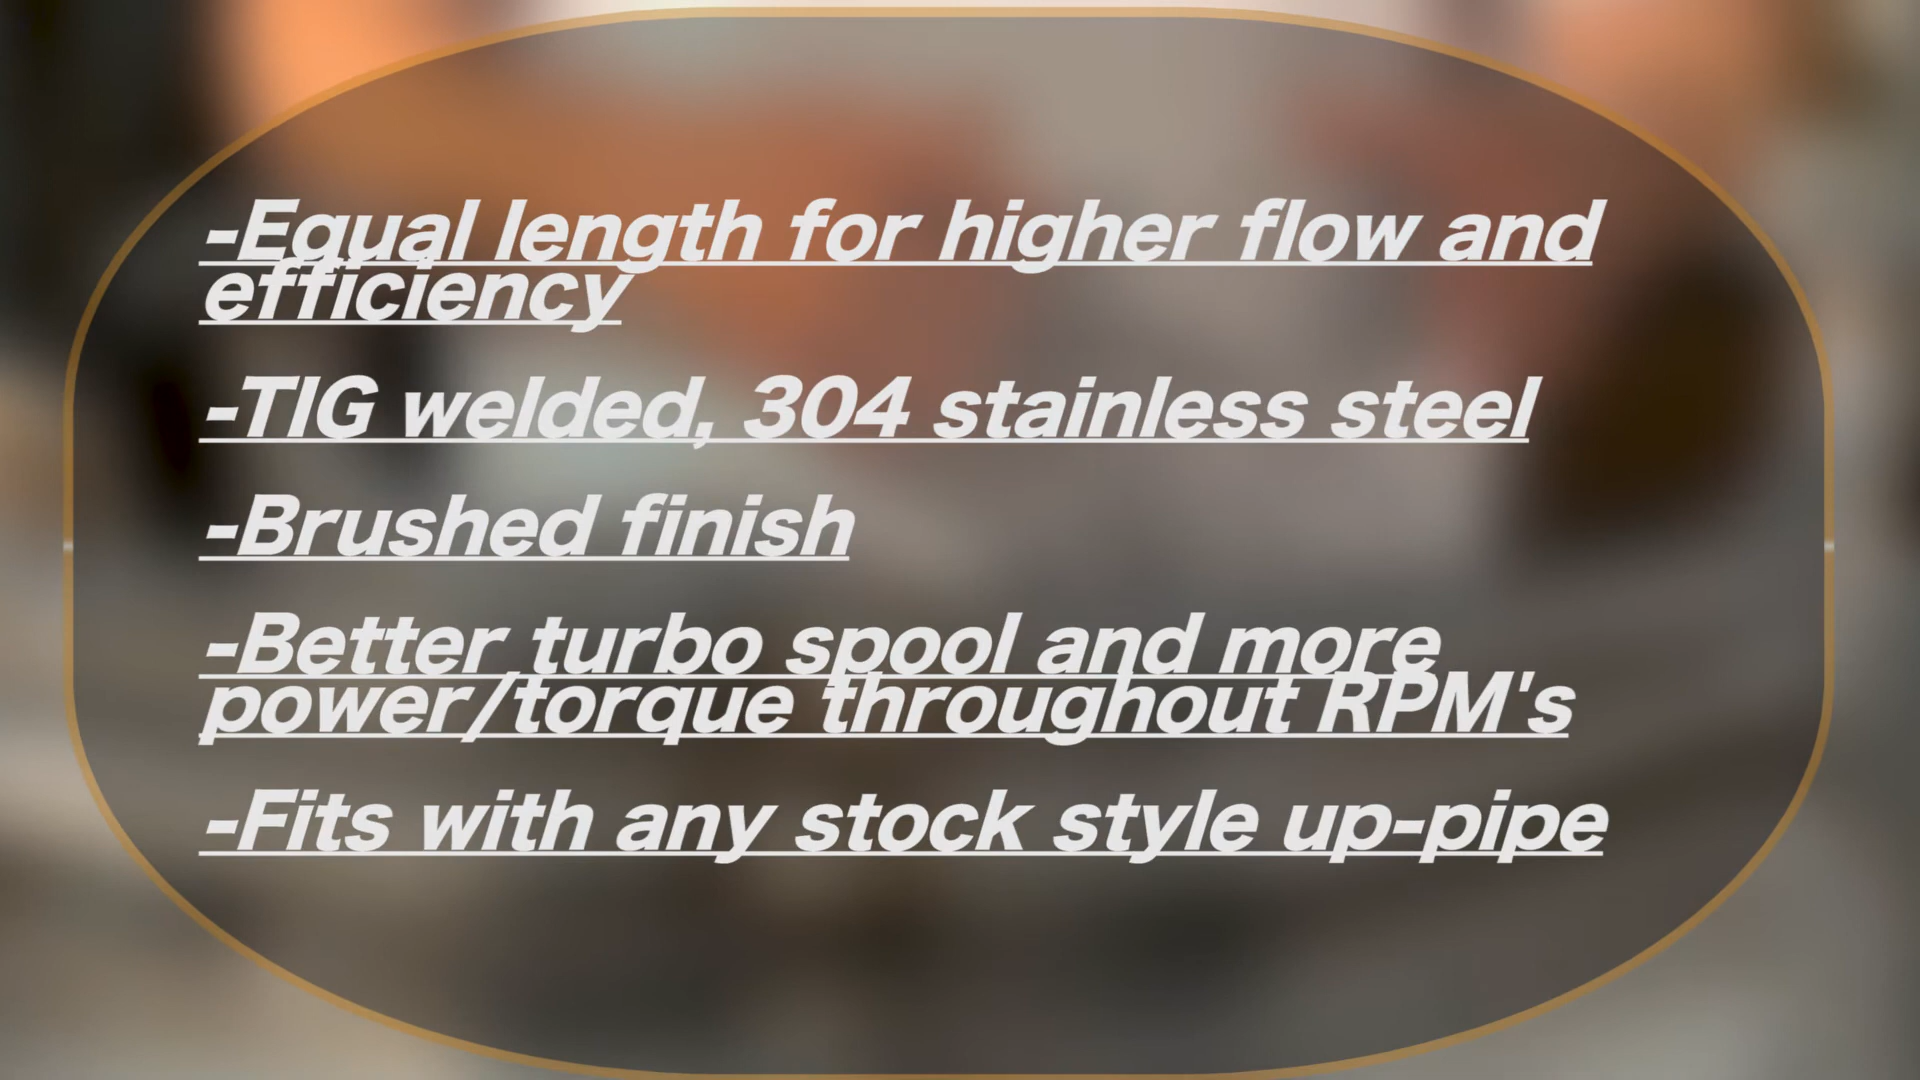 -Equal length for higher flow and
efficiency
-TIG welded, 304 stainless steel
-Brushed finish
-Better turbo spool and more
power/torque throughout RPM's
-Fits with any stock style up-pipe